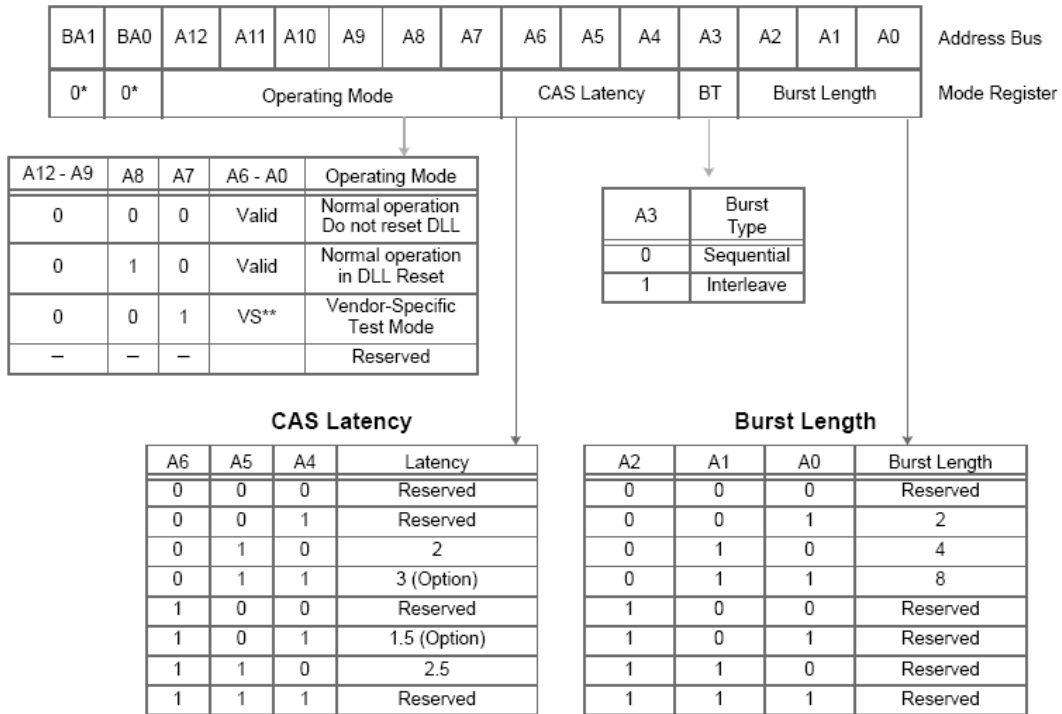 BA1 BA0 A12 A11 A10 A9 A8 A7 A6 A5 A4 A3 A2 A1 A0 Address Bus
0* 0* Operating Mode CAS Latency BT Burst Length Mode Register
A12 - A9 A8 A7 A6 - A0 Operating Mode
0 0 0 Valid Normal operation
Do not reset DLL
0 1 0 Valid Normal operation
in DLL Reset
0 0 1 VS** Vendor-Specific
Test Mode
– – – Reserved
A3 Burst
Type
0 Sequential
1 Interleave
CAS Latency
A6 A5 A4 Latency
0 0 0 Reserved
0 0 1 Reserved
0 1 0 2
0 1 1 3 (Option)
1 0 0 Reserved
1 0 1 1.5 (Option)
1 1 0 2.5
1 1 1 Reserved
Burst Length
A2 A1 A0 Burst Length
0 0 0 Reserved
0 0 1 2
0 1 0 4
0 1 1 8
1 0 0 Reserved
1 0 1 Reserved
1 1 0 Reserved
1 1 1 Reserved